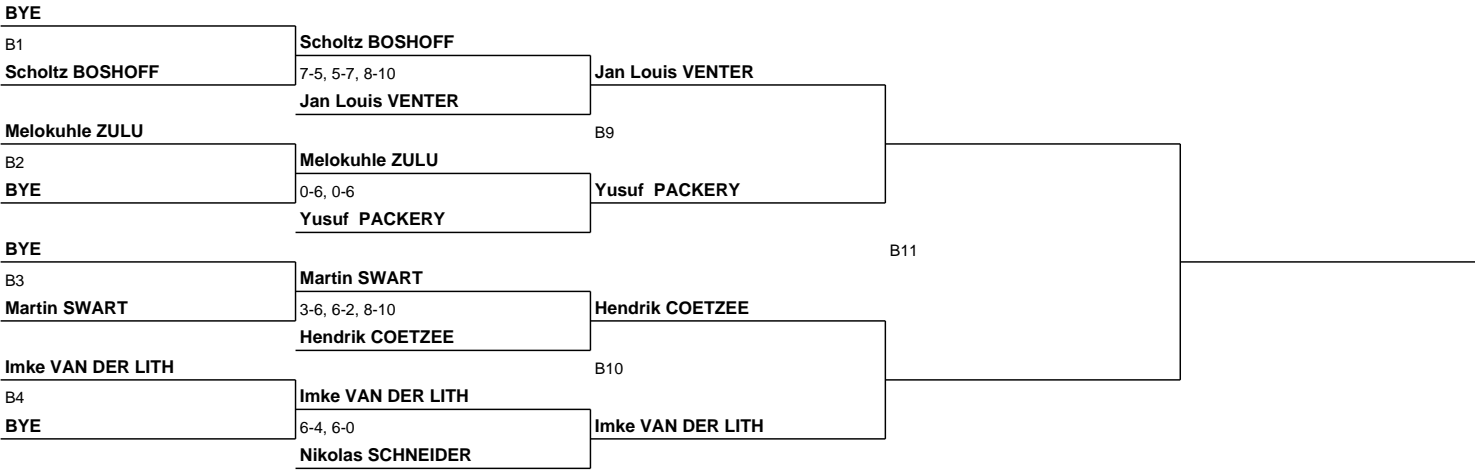 BYE
B1
Scholtz BOSHOFF
Scholtz BOSHOFF
7-5, 5-7, 8-10
Jan Louis VENTER
Jan Louis VENTER
Melokuhle ZULU
B9
B2
Melokuhle ZULU
BYE
0-6, 0-6
Yusuf  PACKERY
Yusuf  PACKERY
BYE
B11
B3
Martin SWART
Martin SWART
3-6, 6-2, 8-10
Hendrik COETZEE
Hendrik COETZEE
Imke VAN DER LITH
B10
B4
Imke VAN DER LITH
BYE
6-4, 6-0
Imke VAN DER LITH
Nikolas SCHNEIDER